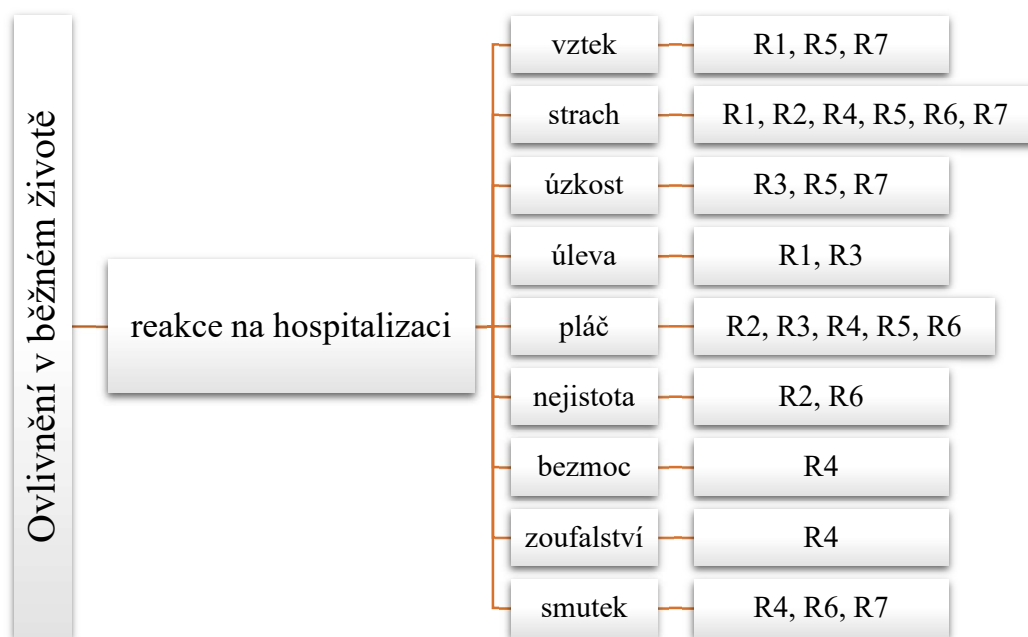 Ovlivnění v běžném životě
reakce na hospitalizaci
vztek
R1, R5, R7
strach
R1, R2, R4, R5, R6, R7
úzkost
R3, R5, R7
úleva
R1, R3
pláč
R2, R3, R4, R5, R6
nejistota
R2, R6
bezmoc
R4
zoufalství
R4
smutek
R4, R6, R7